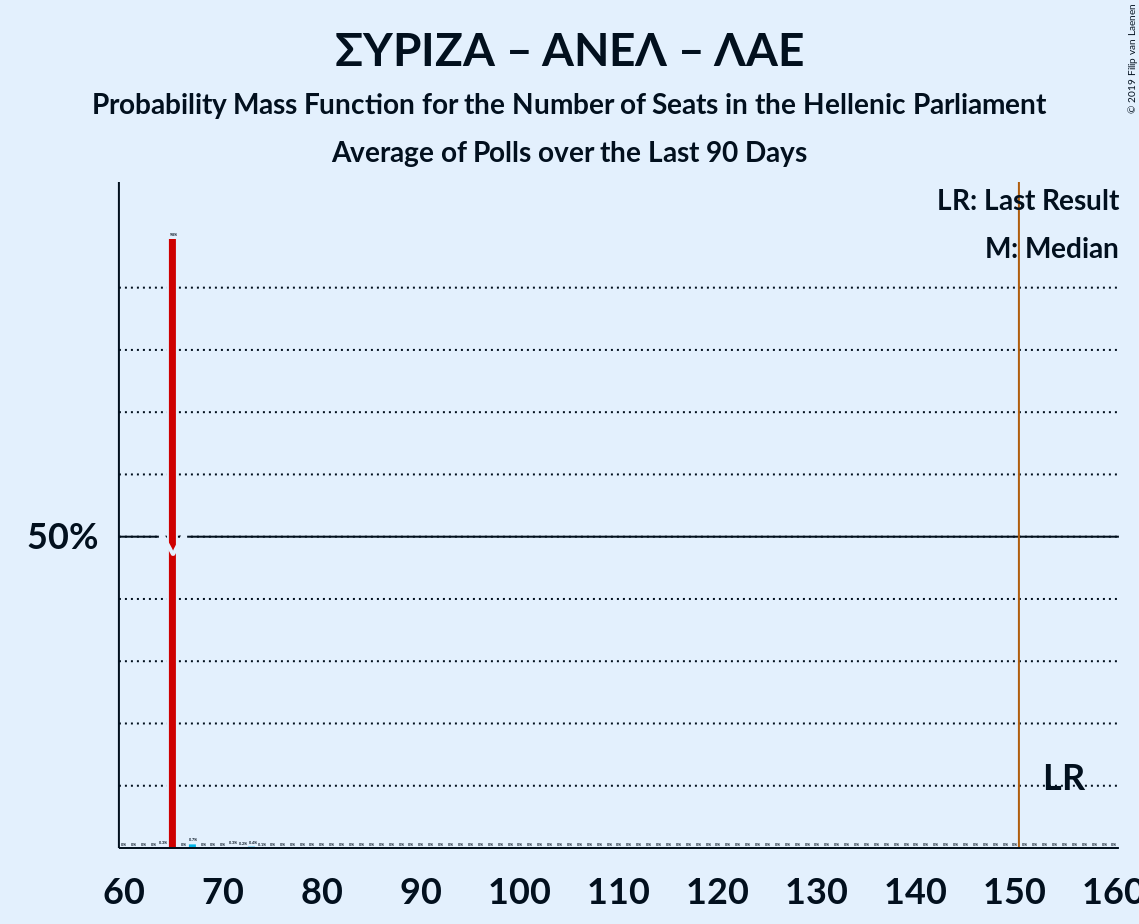 ΣΥΡΙΖΑ – ΑΝΕΛ – ΛΑΕ
Probability Mass Function for the Number of Seats in the Hellenic Parliament
Average of Polls over the Last 90 Days
© 2019 Filip van Laenen
LR: Last Result
M: Median
50%
M
LR
60 70 80 90 100 110 120 130 140 150 160